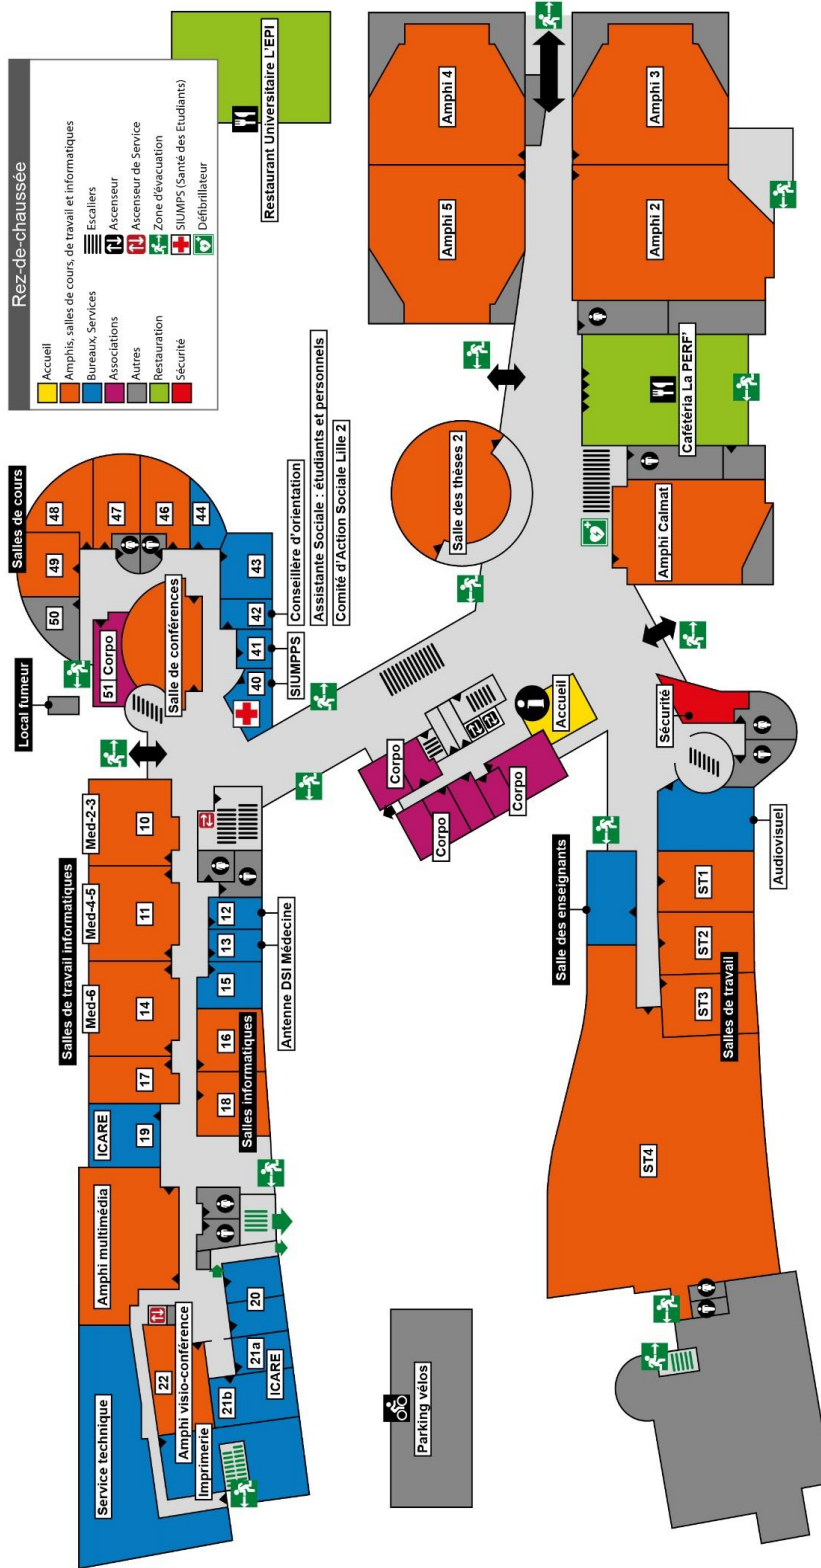 Rez-de-chaussée
Accueil
Amphis, salles de cours, de travail et informatiques
Bureaux, Services
Associations
Autres
Restauration
Sécurité
Escaliers
Ascenseur
Ascenseur de Service
Zone d'évacuation
SIUMPS (Santé des Etudiants)
Défibrillateur
Restaurant Universitaire L'EPI
Service technique
22
Amphi visio-conférence
Imprimerie
21b
21a
20
ICARE
Amphi multimédia
ICARE
19
17
Salles de travail informatiques
Med-6
14
Med-4-5
11
Med-2-3
10
18
16
Salles informatiques
15
13
12
Antenne DSI Médecine
Local fumeur
51 Corpo
Salle de conférences
50
49
48
Salles de cours
47
46
44
43
42
41
40
SiUMPPS
Conseillère d'orientation
Assistante Sociale : étudiants et personnels
Comité d'Action Sociale Lille 2
Corpo
Corpo
Corpo
Accueil
Salle des thèses 2
Amphi 5
Amphi 4
Amphi 2
Amphi 3
Cafétéria La PERF'
Amphi Calmat
Sécurité
Audiovisuel
Salle des enseignants
ST1
ST2
ST3
Salles de travail
ST4
Parking vélos